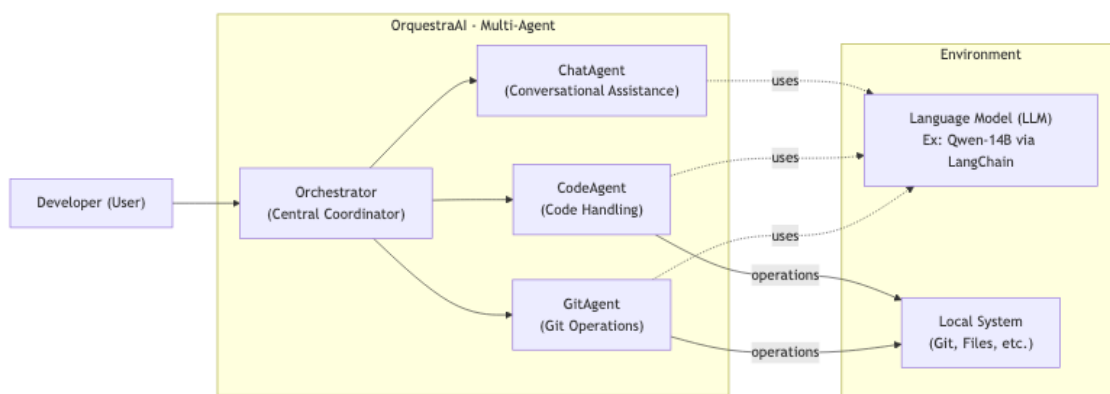 OrquestraAI - Multi-Agent
Environment
ChatAgent
(Conversational Assistance)
uses
Language Model (LLM)
Ex: Qwen-14B via
LangChain
Developer (User)
Orchestrator
(Central Coordinator)
CodeAgent
(Code Handling)
uses
uses
operations
GitAgent
(Git Operations)
operations
Local System
(Git, Files, etc.)